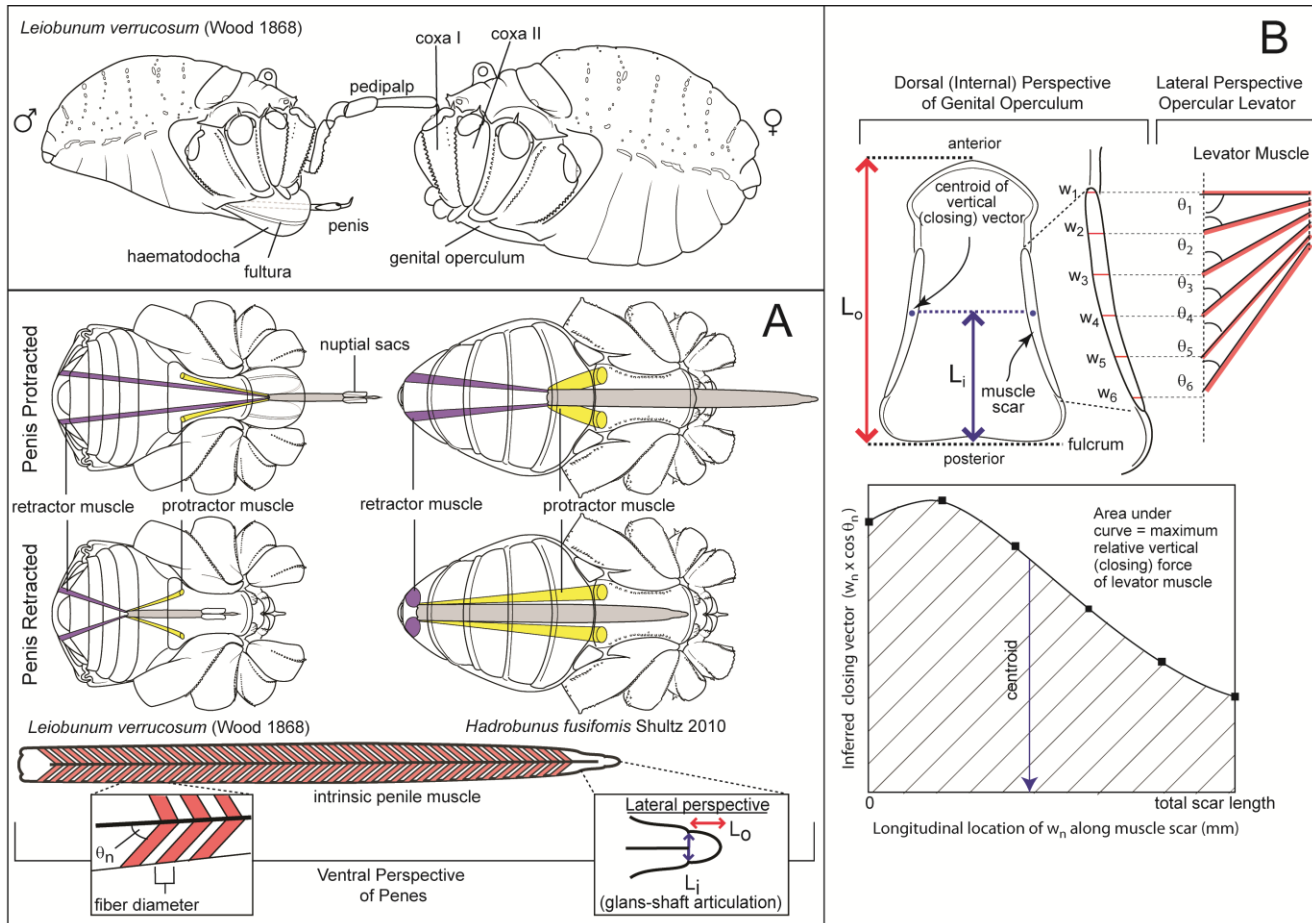 Leiobunum verrucosum (Wood 1868)
coxa I
coxa II
pedipalp
♂
♀
penis
haematodocha
fultura
genital operculum
A
Penis Protracted
nuptial sacs
retractor muscle
protractor muscle
retractor muscle
protractor muscle
Penis Retracted
Leiobunum verrucosum (Wood 1868)
Hadrobunus fusifomis Shultz 2010
intrinsic penile muscle
θn
fiber diameter
Ventral Perspective
of Penes
Lateral perspective
Lo
Li
(glans-shaft articulation)
B
Dorsal (Internal) Perspective
of Genital Operculum
Lateral Perspective
Opercular Levator
anterior
Levator Muscle
centroid of
vertical
(closing) vector
w1
w2
w3
w4
w5
w6
θ1
θ2
θ3
θ4
θ5
θ6
Lo
Li
muscle
scar
fulcrum
posterior
Inferred closing vector (wn x cos θn)
Area under
curve = maximum
relative vertical
(closing) force
of levator muscle
centroid
0
total scar length
Longitudinal location of wn along muscle scar (mm)